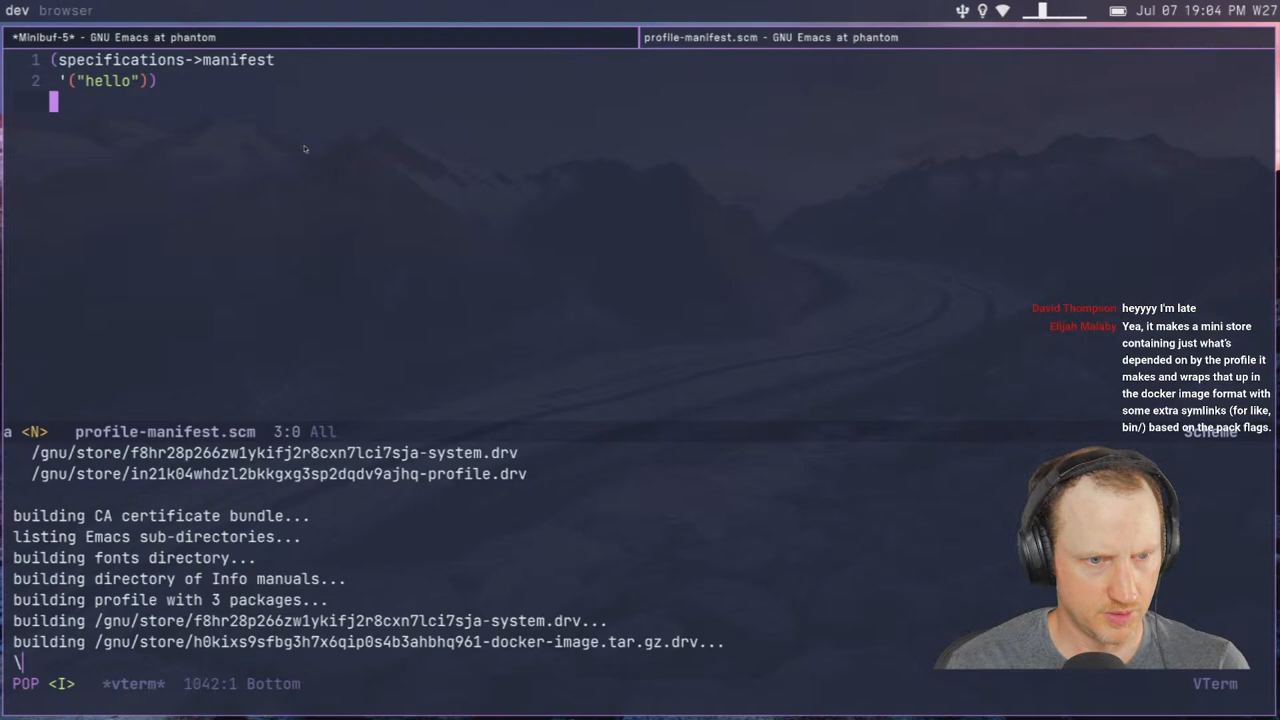 dev browser
Jul 07 19:04 PM W27
*Minibuf-5* - GNU Emacs at phantom
profile-manifest.scm - GNU Emacs at phantom
1 (specifications->manifest
2 '("hello"))
David Thompson heyyyy I'm late
Elijah Malaby Yea, it makes a mini store
containing just what's
depended on by the profile it
makes and wraps that up in
the docker image format with
some extra symlinks (for like,
bin/) based on the pack flags.
a <N> profile-manifest.scm 3:0 All Scheme
/gnu/store/f8hr28p266zw1ykifj2r8cxn7lci7sja-system.drv
/gnu/store/in21k04whdzl2bkkgxg3sp2dqdv9ajhq-profile.drv
building CA certificate bundle...
listing Emacs sub-directories...
building fonts directory...
building directory of Info manuals...
building profile with 3 packages...
building /gnu/store/f8hr28p266zw1ykifj2r8cxn7lci7sja-system.drv...
building /gnu/store/h0kixs9sfbg3h7x6qip0s4b3ahbhq961-docker-image.tar.gz.drv...
\
POP <I> *vterm* 1042:1 Bottom VTerm